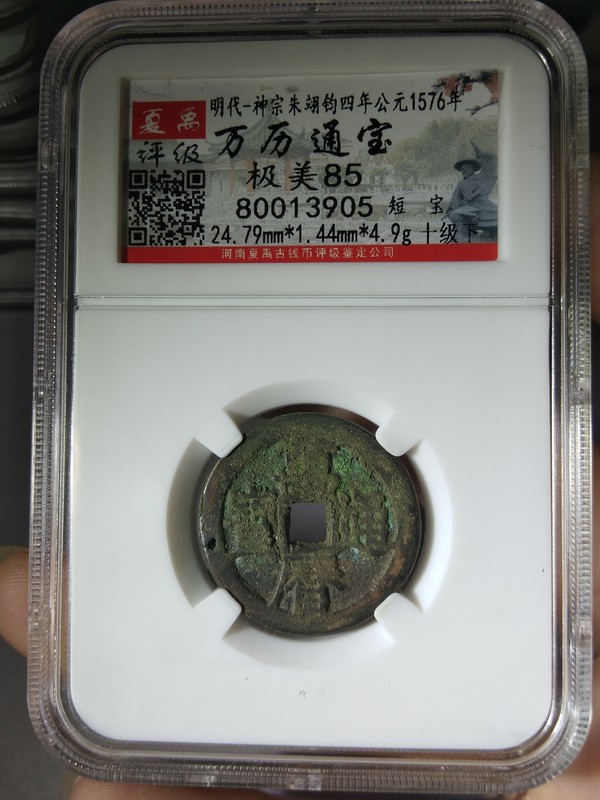 明代-神宗朱翊钧四年公元1576年
夏禹
评级
万历通宝
极美85
80013905 短 宝
24.79mm*1.44mm*4.9g 十级下
河南夏禹古钱币评级鉴定公司